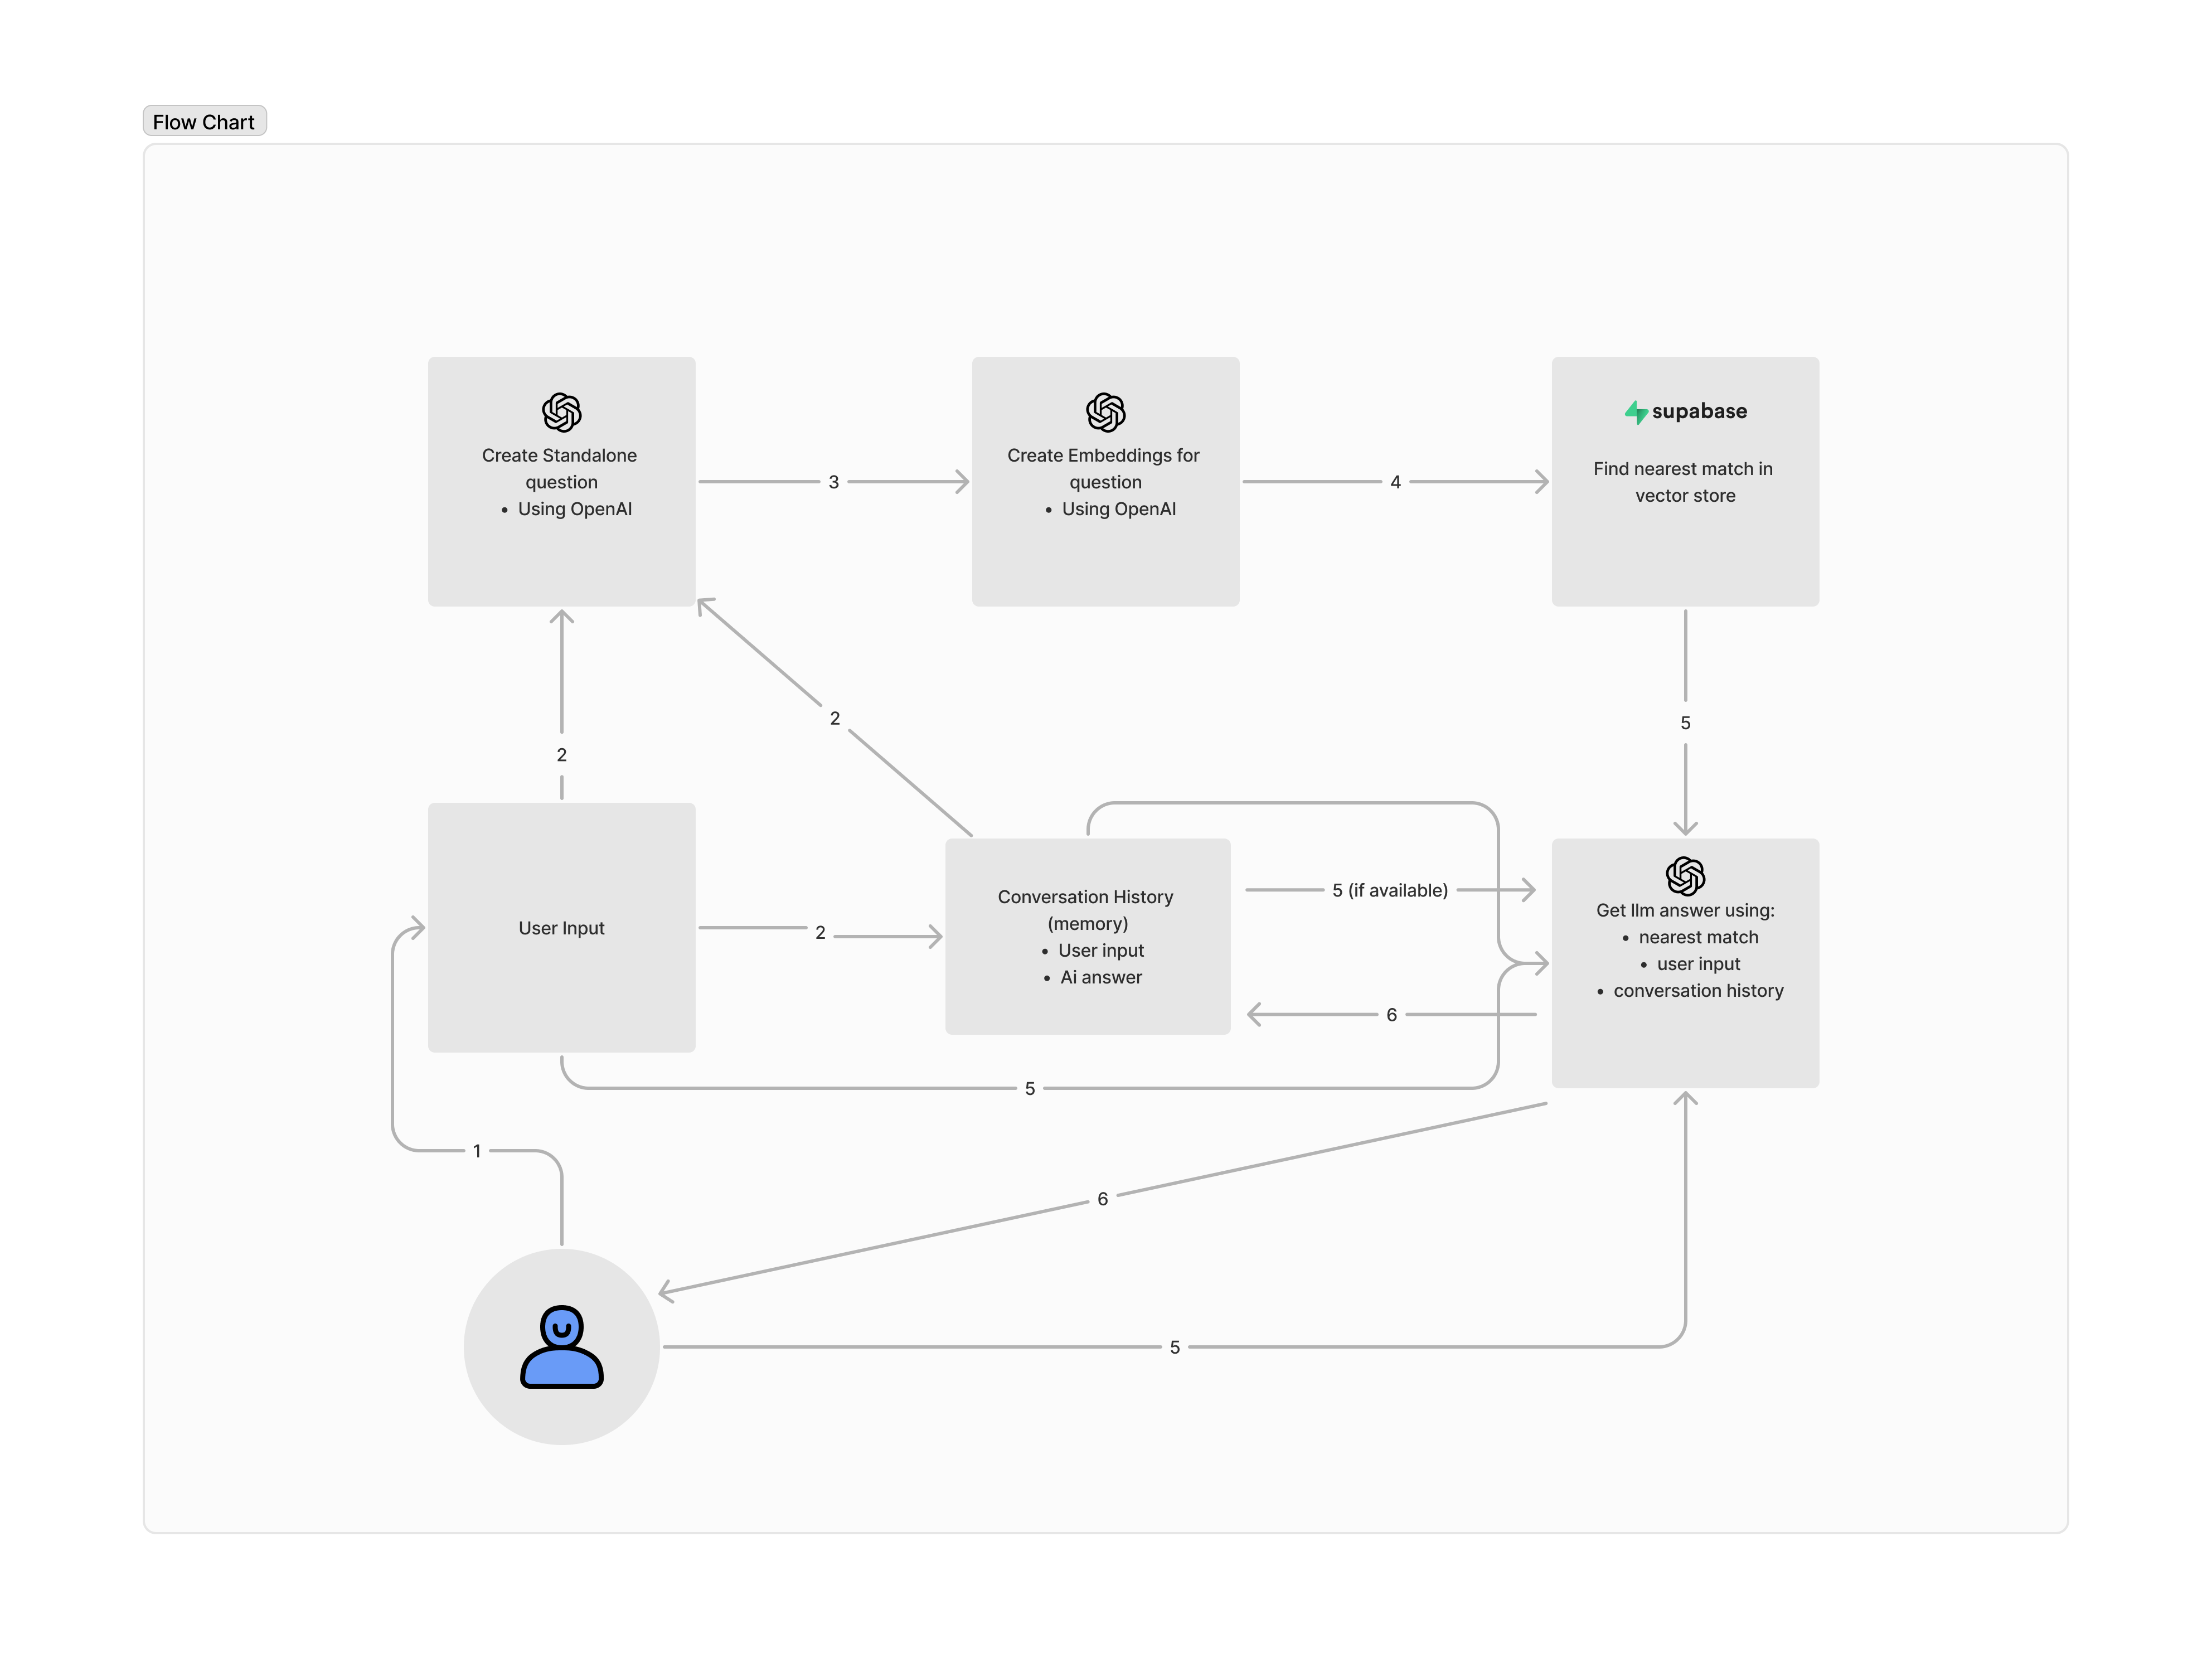 Flow Chart
Create Standalone
question
• Using OpenAI
3
Create Embeddings for
question
• Using OpenAI
4
supabase
Find nearest match in
vector store
2
2
5
User Input
2
Conversation History
(memory)
• User input
• Ai answer
5 (if available)
6
Get llm answer using:
• nearest match
• user input
• conversation history
5
1
6
5